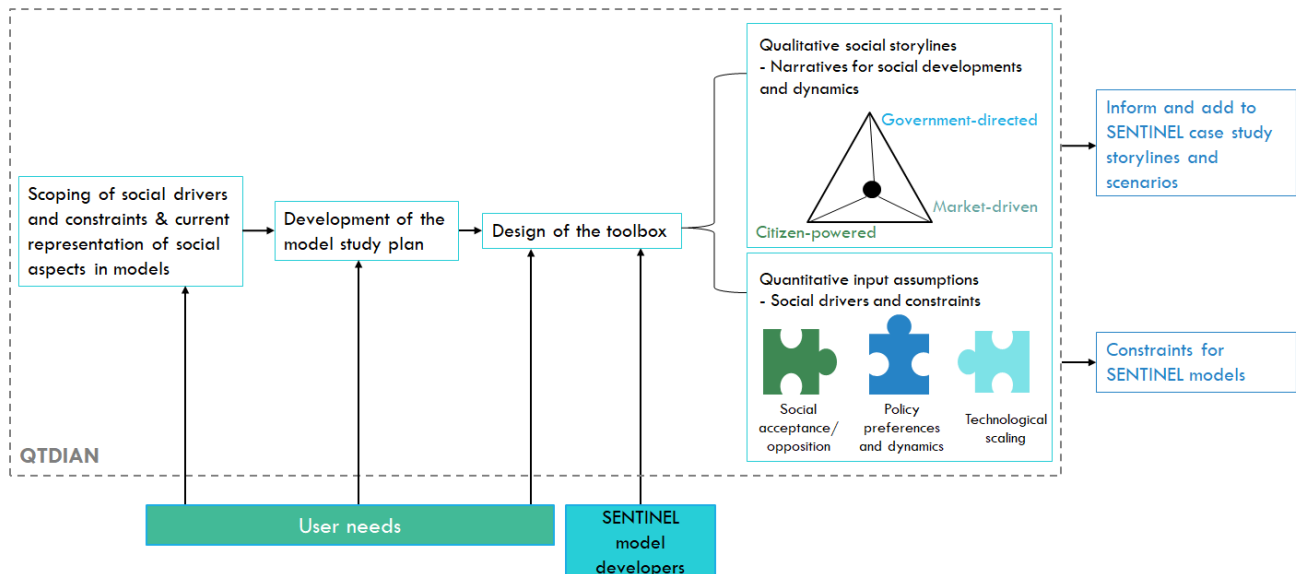 Scoping of social drivers
and constraints & current
representation of social
aspects in models
Development of the
model study plan
Design of the toolbox
Qualitative social storylines
- Narratives for social developments
and dynamics
Government-directed
Market-driven
Citizen-powered
Quantitative input assumptions
- Social drivers and constraints
Social
acceptance/
opposition
Policy
preferences
and dynamics
Technological
scaling
Inform and add to
SENTINEL case study
storylines and
scenarios
Constraints for
SENTINEL models
QTDIAN
User needs
SENTINEL
model
developers